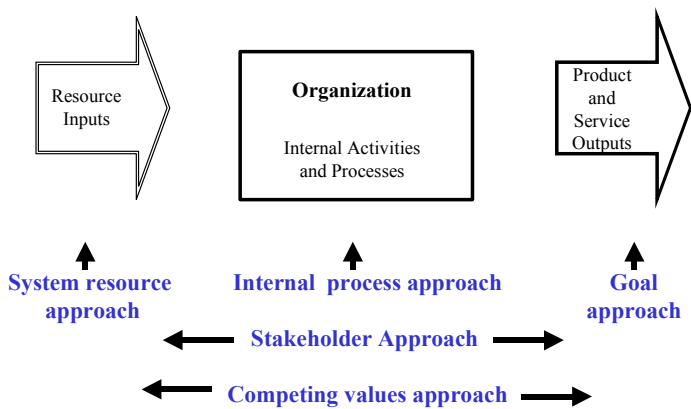 Resource
Inputs
Organization
Internal Activities
and Processes
Product
and
Service
Outputs
System resource
approach
Internal process approach
Goal
approach
Stakeholder Approach
Competing values approach